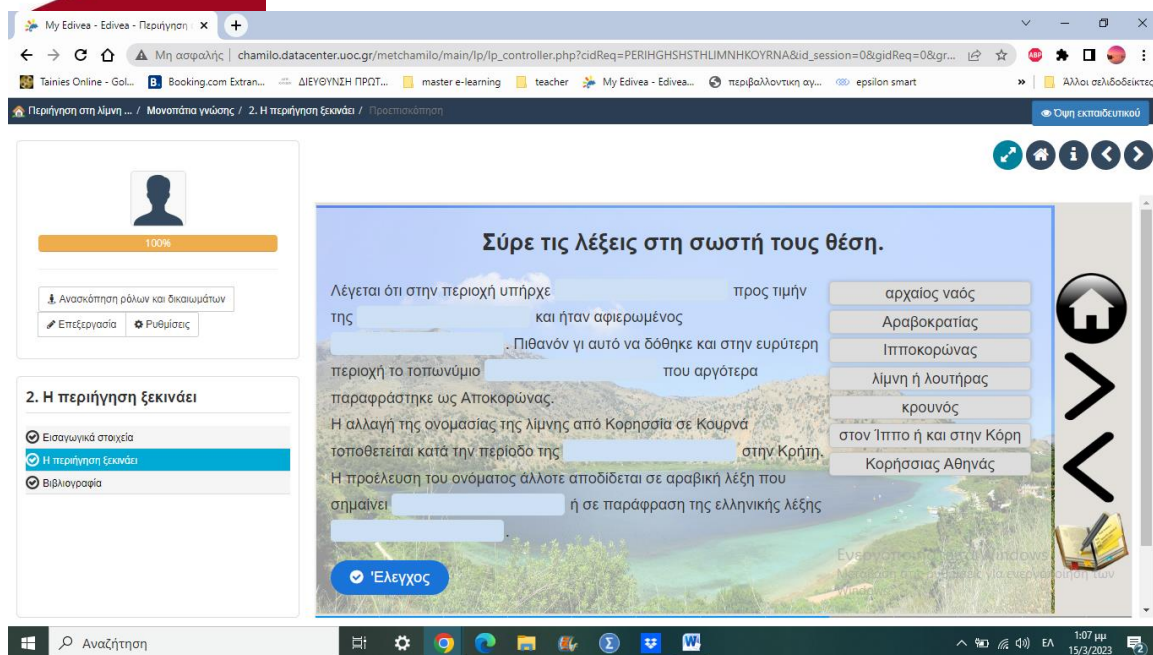 My Edivea - Edivea - Περιήγηση
Μη ασφαλής | chamilo.datacenter.uoc.gr/metchamilo/main/lp/lp_controller.php?cidReq=PERIHGHSHSTHLIMNHKOYRNA&id_session=0&gidReq=0&gr...
Tainies Online - Gol... Booking.com Extran... ΔΙΕΥΘΥΝΣΗ ΠΡΩΤ... master e-learning teacher My Edivea - Edivea... περιβαλλοντικη αγ... epsilon smart » Άλλοι σελιδοδείκτες
Περιήγηση στη λίμνη ... / Μονοπάτια γνώσης / 2. Η περιήγηση ξεκινάει / Προεπισκόπηση
Όψη εκπαιδευτικού
100%
Ανασκόπηση ρόλων και δικαιωμάτων
Επεξεργασία Ρυθμίσεις
2. Η περιήγηση ξεκινάει
Εισαγωγικά στοιχεία
Η περιήγηση ξεκινάει
Βιβλιογραφία
Σύρε τις λέξεις στη σωστή τους θέση.
Λέγεται ότι στην περιοχή υπήρχε προς τιμήν
της και ήταν αφιερωμένος
. Πιθανόν γι αυτό να δόθηκε και στην ευρύτερη
περιοχή το τοπωνύμιο που αργότερα
παραφράστηκε ως Αποκορώνας.
Η αλλαγή της ονομασίας της λίμνης από Κορησσία σε Κουρνά
τοποθετείται κατά την περίοδο της στην Κρήτη.
Η προέλευση του ονόματος άλλοτε αποδίδεται σε αραβική λέξη που
σημαίνει ή σε παράφραση της ελληνικής λέξης
.
αρχαίος ναός
Αραβοκρατίας
Ιπποκορώνας
λίμνη ή λουτήρας
κρουνός
στον Ίππο ή και στην Κόρη
Κορήσσιας Αθηνάς
Έλεγχος
Αναζήτηση
ΕΛ
1:07 μμ
15/3/2023